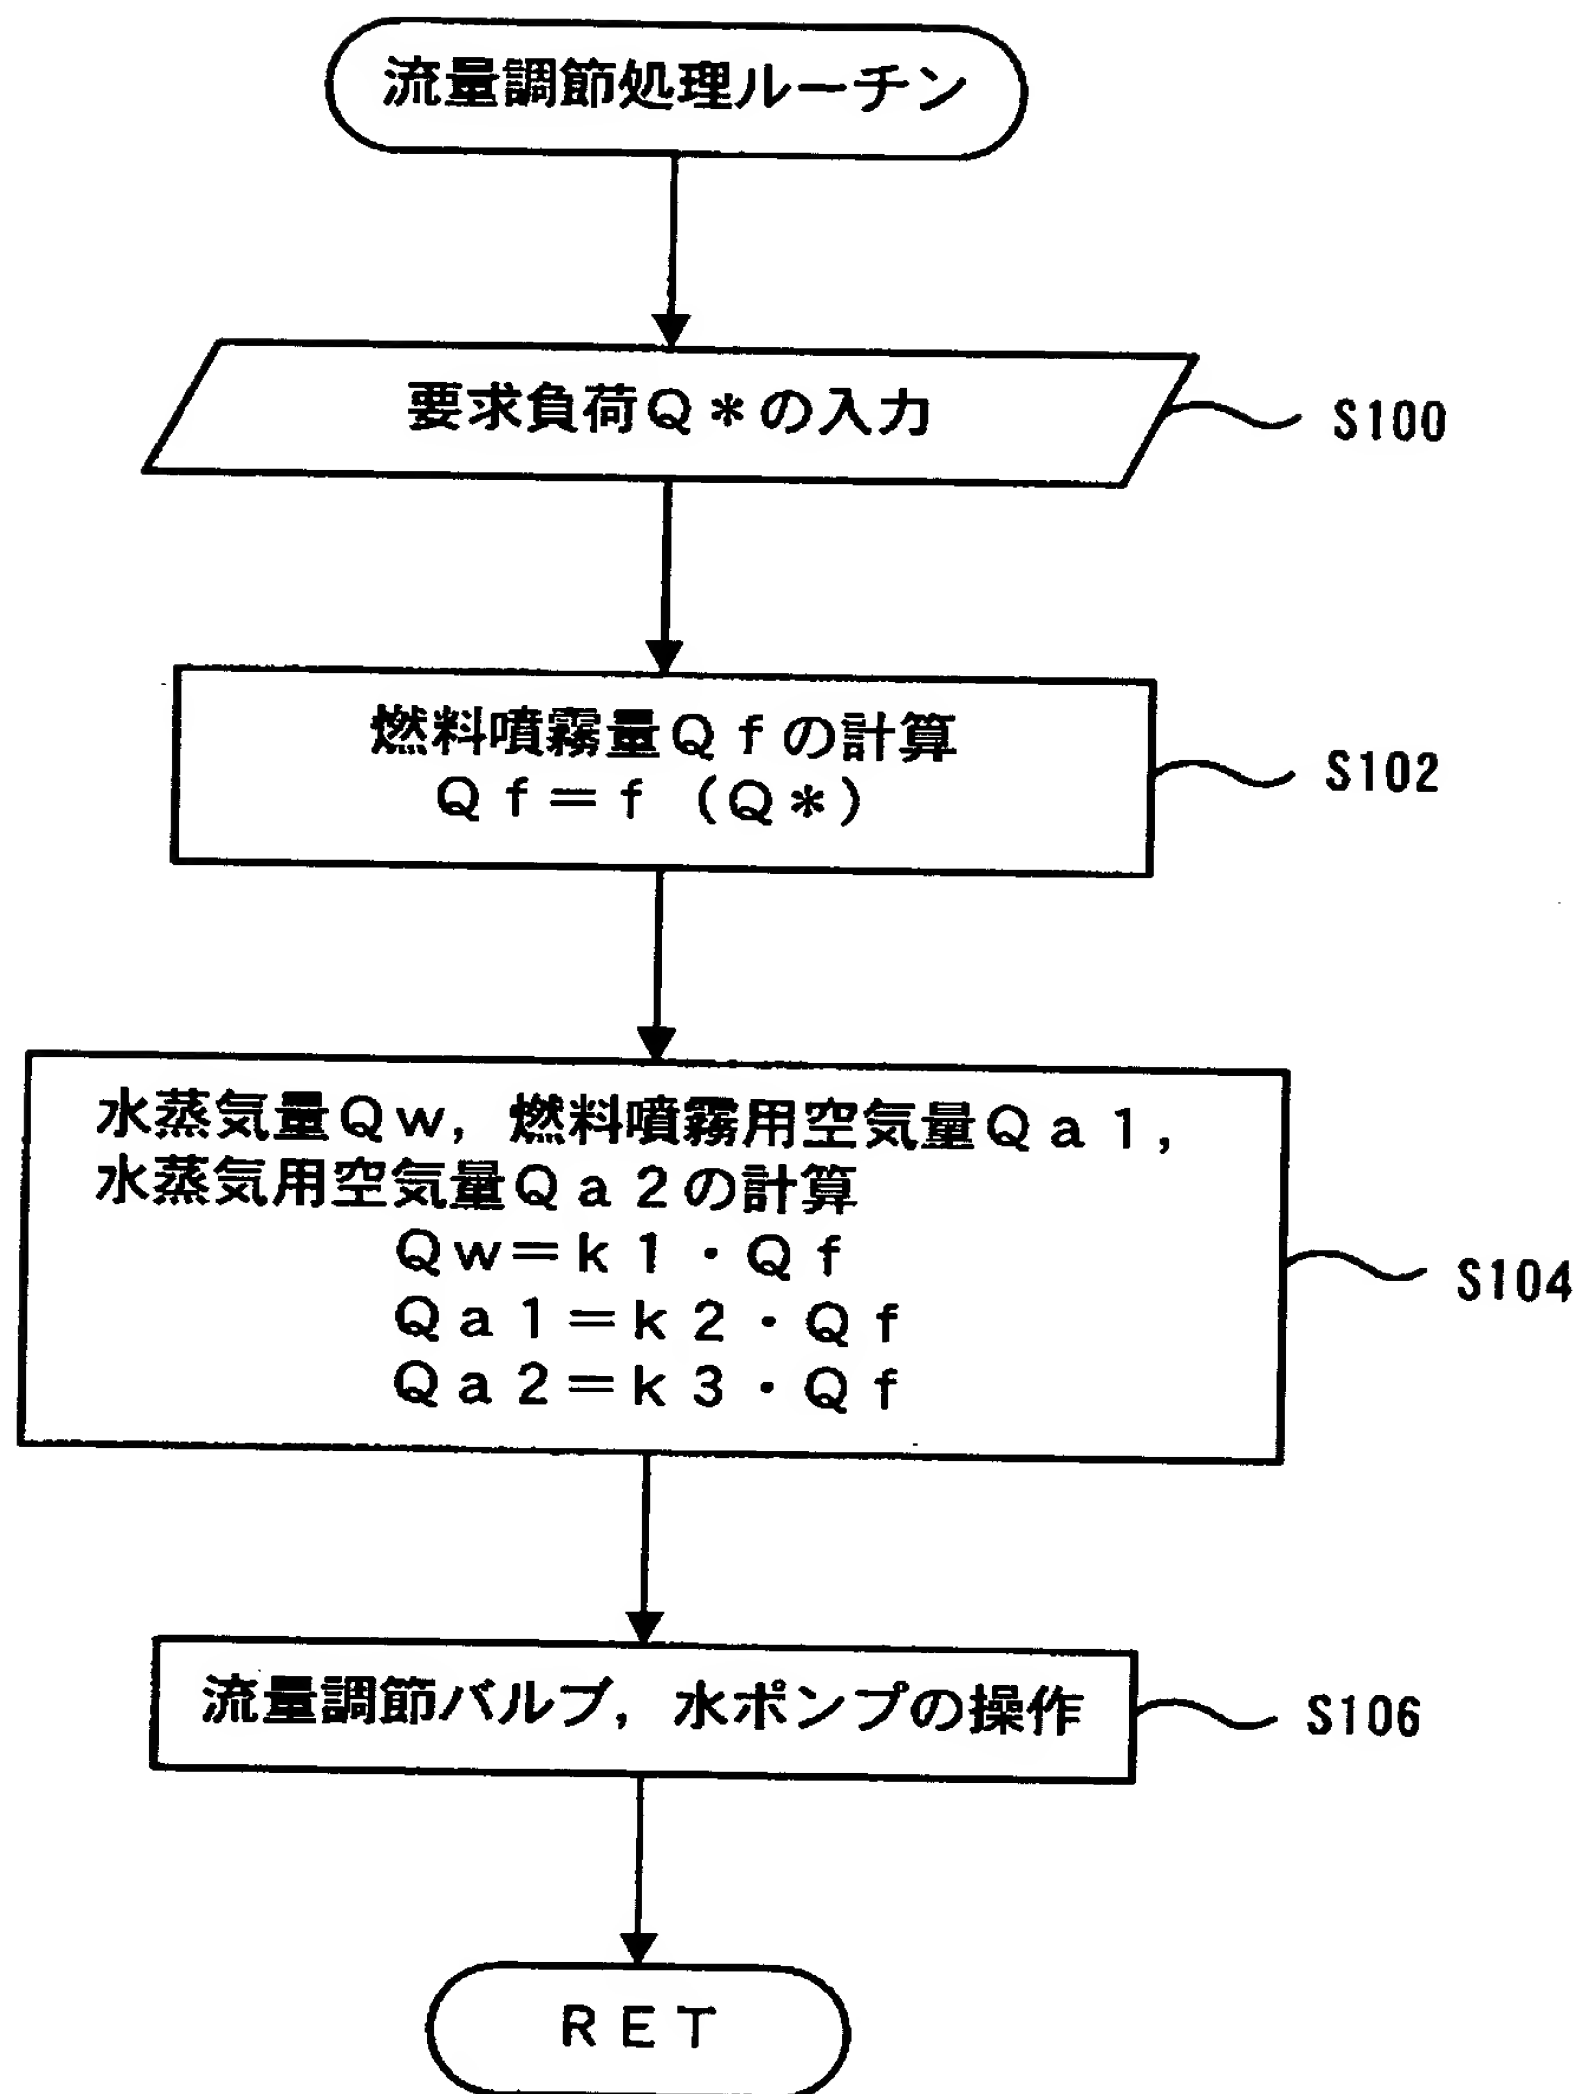 流量調節処理ルーチン
要求負荷Q*の入力
S100
燃料噴霧量Qfの計算
Qf=f(Q*)
S102
水蒸気量Qw,燃料噴霧用空気量Qa1,
水蒸気用空気量Qa2の計算
Qw=k1・Qf
Qa1=k2・Qf
Qa2=k3・Qf
S104
流量調節バルブ,水ポンプの操作
S106
RET